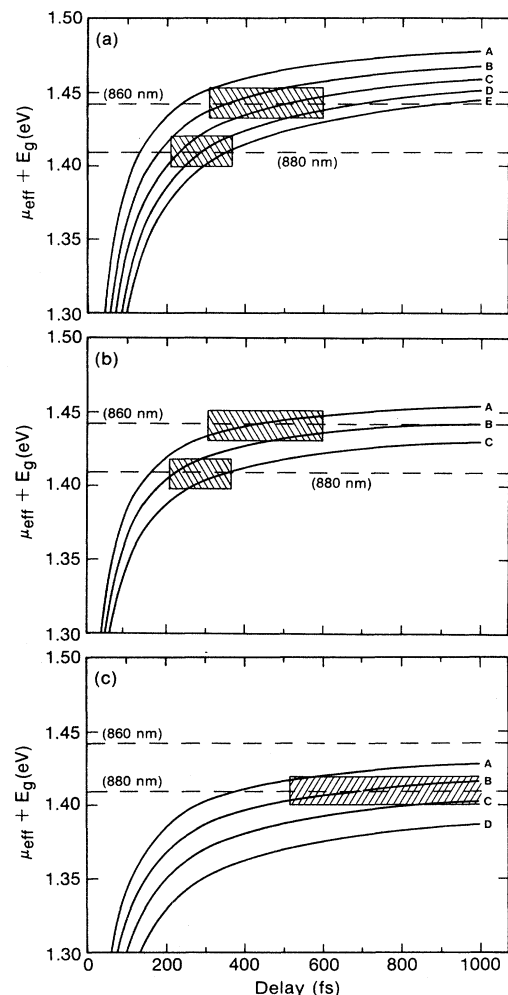 1.50
(a)
A
B
(860 nm)
C
1.45
D
E
μeff + Eg(eV)
(880 nm)
1.40
1.35
1.30
1.50
(b)
(860 nm)
A
1.45
B
C
μeff + Eg(eV)
(880 nm)
1.40
1.35
1.30
1.50
(c)
(860 nm)
1.45
A
(880 nm)
B
C
μeff + Eg(eV)
1.40
D
1.35
1.30
0 200 400 600 800 1000
Delay (fs)